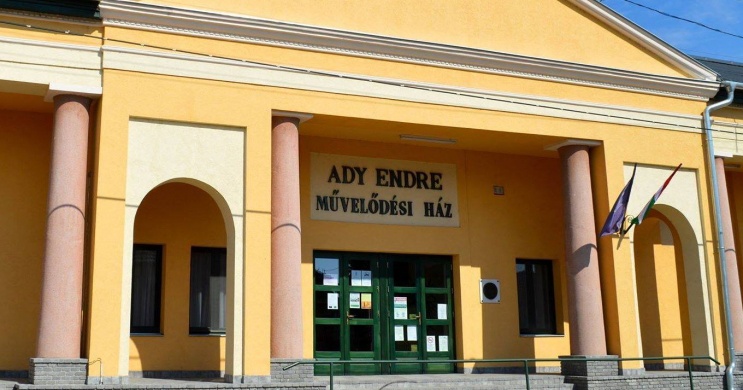 ADY ENDRE
MŰVELŐDÉSI HÁZ